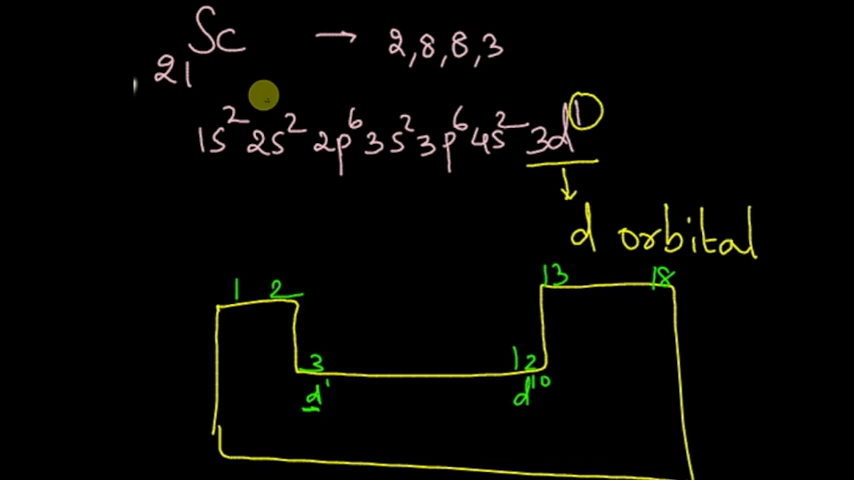 ₂₁Sc → 2,8,8,3
1s² 2s² 2p⁶ 3s² 3p⁶ 4s² 3d¹
d orbital
1 2 13 18
3 12
d¹ d¹⁰